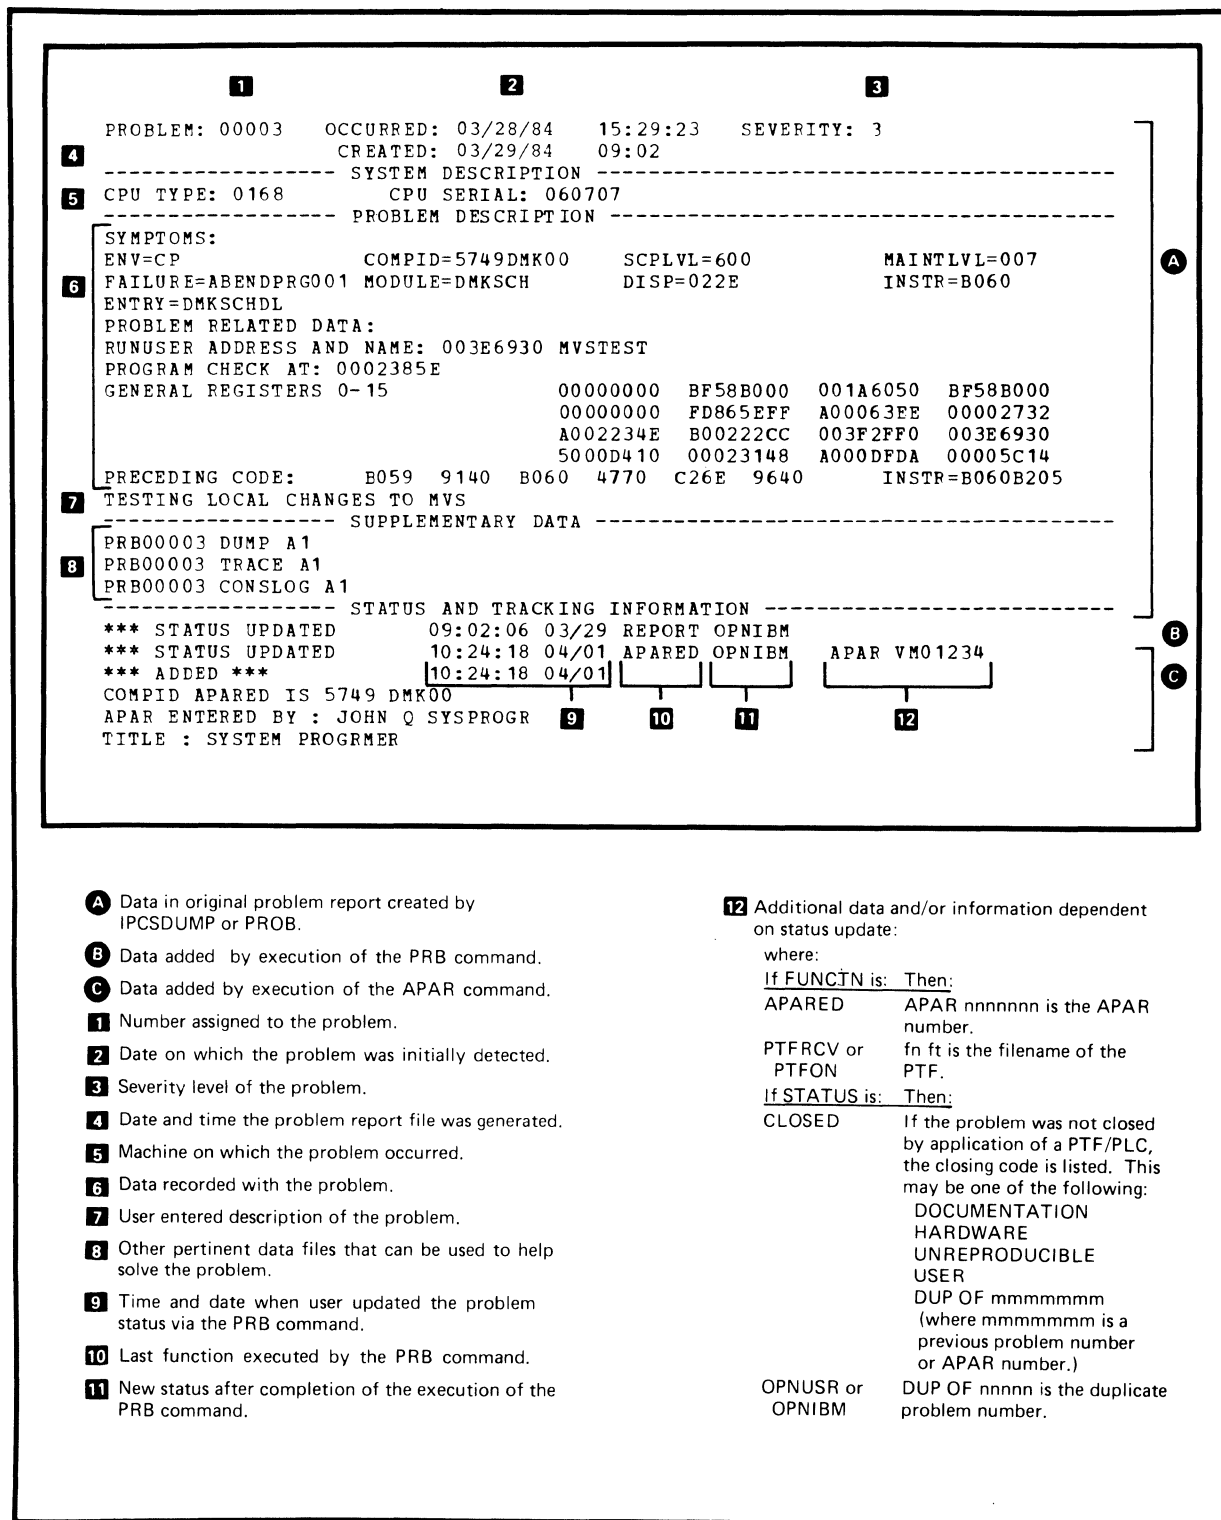 1 2 3
PROBLEM: 00003 OCCURRED: 03/28/84 15:29:23 SEVERITY: 3
4 CREATED: 03/29/84 09:02
------------------ SYSTEM DESCRIPTION ----------------------------------------
5 CPU TYPE: 0168 CPU SERIAL: 060707
------------------ PROBLEM DESCRIPTION ---------------------------------------
SYMPTOMS:
ENV=CP COMPID=5749DMK00 SCPLVL=600 MAINTLVL=007 A
6 FAILURE=ABENDPRG001 MODULE=DMKSCH DISP=022E INSTR=B060
ENTRY=DMKSCHDL
PROBLEM RELATED DATA:
RUNUSER ADDRESS AND NAME: 003E6930 MVSTEST
PROGRAM CHECK AT: 0002385E
GENERAL REGISTERS 0-15 00000000 BF58B000 001A6050 BF58B000
00000000 FD865EFF A00063EE 00002732
A002234E B00222CC 003F2FF0 003E6930
5000D410 00023148 A000DFDA 00005C14
PRECEDING CODE: B059 9140 B060 4770 C26E 9640 INSTR=B060B205
7 TESTING LOCAL CHANGES TO MVS
------------------ SUPPLEMENTARY DATA ----------------------------------------
PRB00003 DUMP A1
8 PRB00003 TRACE A1
PRB00003 CONSLOG A1
------------------ STATUS AND TRACKING INFORMATION ---------------------------
*** STATUS UPDATED 09:02:06 03/29 REPORT OPNIBM B
*** STATUS UPDATED 10:24:18 04/01 APARED OPNIBM APAR VM01234
*** ADDED *** 10:24:18 04/01 C
COMPID APARED IS 5749 DMK00
APAR ENTERED BY : JOHN Q SYSPROGR 9 10 11 12
TITLE : SYSTEM PROGRMER
A Data in original problem report created by
IPCSDUMP or PROB.
B Data added by execution of the PRB command.
C Data added by execution of the APAR command.
1 Number assigned to the problem.
2 Date on which the problem was initially detected.
3 Severity level of the problem.
4 Date and time the problem report file was generated.
5 Machine on which the problem occurred.
6 Data recorded with the problem.
7 User entered description of the problem.
8 Other pertinent data files that can be used to help
solve the problem.
9 Time and date when user updated the problem
status via the PRB command.
10 Last function executed by the PRB command.
11 New status after completion of the execution of the
PRB command.
12 Additional data and/or information dependent
on status update:
where:
If FUNCTN is: Then:
APARED APAR nnnnnnn is the APAR
number.
PTFRCV or fn ft is the filename of the
PTFON PTF.
If STATUS is: Then:
CLOSED If the problem was not closed
by application of a PTF/PLC,
the closing code is listed. This
may be one of the following:
DOCUMENTATION
HARDWARE
UNREPRODUCIBLE
USER
DUP OF mmmmmmm
(where mmmmmmm is a
previous problem number
or APAR number.)
OPNUSR or DUP OF nnnnn is the duplicate
OPNIBM problem number.